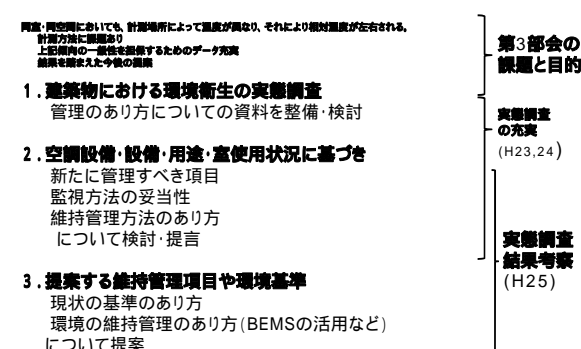 同室・同空間においても、計測場所によって温度が異なり、それにより相対湿度が左右される。
計測方法に課題あり
上記傾向の一般性を担保するためのデータ充実
結果を踏まえた今後の提案
第3部会の
課題と目的
1.建築物における環境衛生の実態調査
管理のあり方についての資料を整備・検討
実態調査
の充実
(H23,24)
2.空調設備・設備・用途・室使用状況に基づき
新たに管理すべき項目
監視方法の妥当性
維持管理方法のあり方
について検討・提言
実態調査
結果考察
(H25)
3.提案する維持管理項目や環境基準
現状の基準のあり方
環境の維持管理のあり方(BEMSの活用など)
について提案